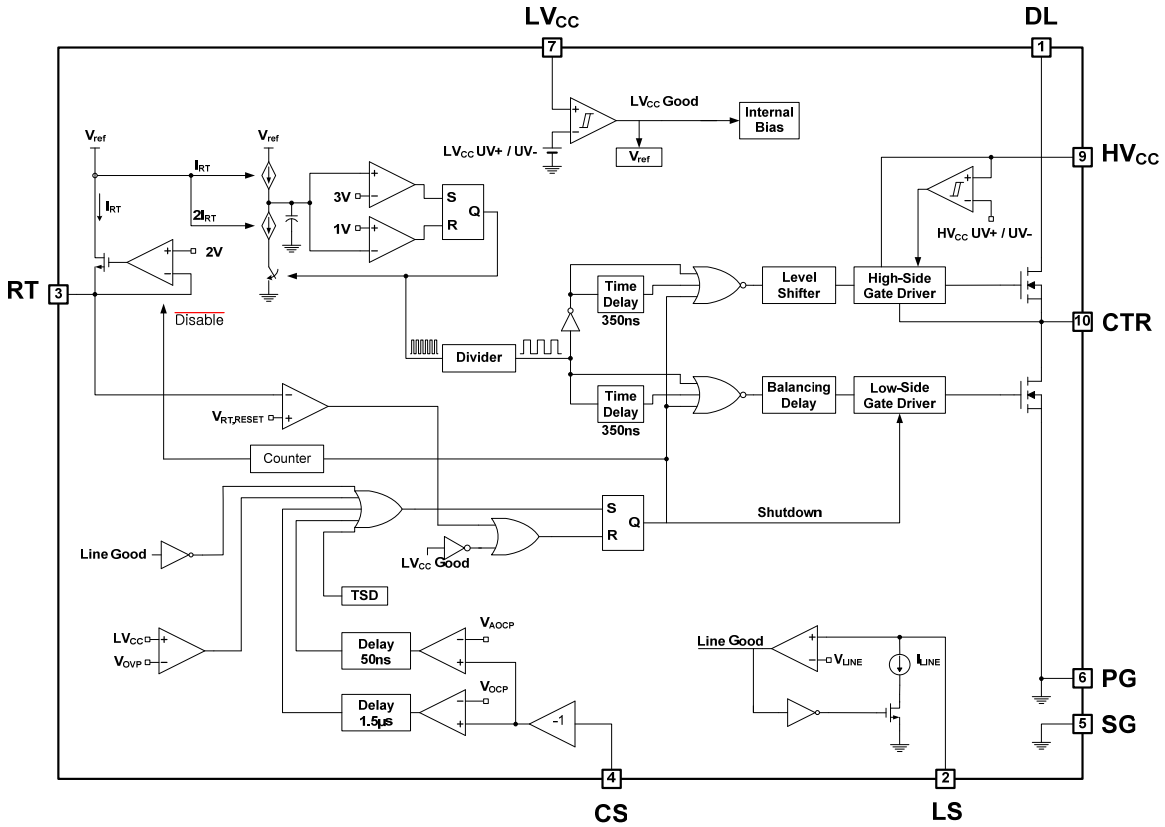 LVCC
DL
7
1
LVCC Good
Internal
Bias
Vref
Vref
LVCC UV+ / UV-
Vref
9
HVCC
IRT
3V
S
Q
R
IRT
2IRT
1V
HVCC UV+ / UV-
2V
RT
3
Time
Delay
350ns
Level
Shifter
High-Side
Gate Driver
Disable
10
CTR
Divider
Time
Delay
350ns
Balancing
Delay
Low-Side
Gate Driver
VRT,RESET
Counter
S
Q
R
Shutdown
Line Good
LVCC
Good
TSD
LVCC
VOVP
Delay
50ns
VAOCP
Line Good
VLINE
ILINE
6
PG
Delay
1.5µs
VOCP
-1
5
SG
4
2
CS
LS